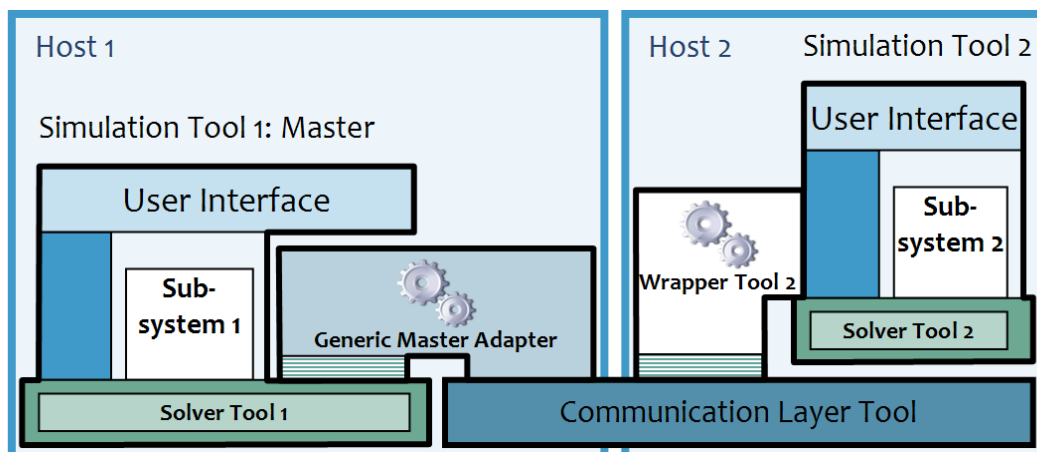 Host 1
Simulation Tool 1: Master
User Interface
Sub-
system 1
Generic Master Adapter
Solver Tool 1
Host 2
Simulation Tool 2
User Interface
Sub-
system 2
Wrapper Tool 2
Solver Tool 2
Communication Layer Tool